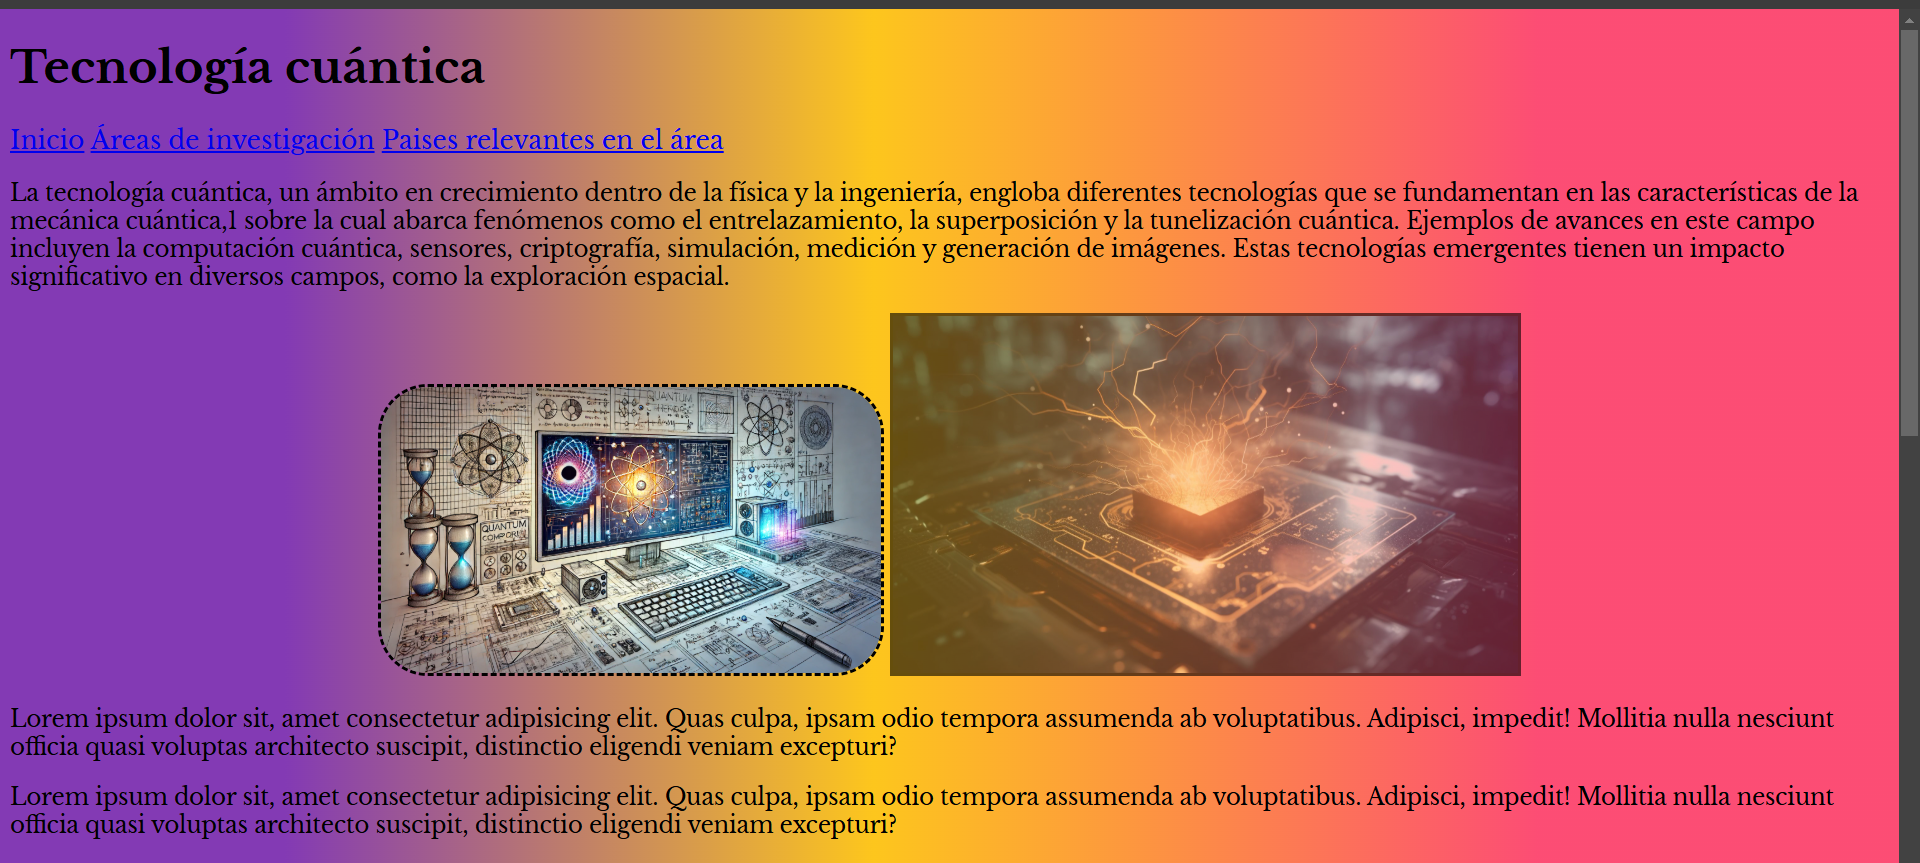 Tecnología cuántica
Inicio Áreas de investigación Paises relevantes en el área
La tecnología cuántica, un ámbito en crecimiento dentro de la física y la ingeniería, engloba diferentes tecnologías que se fundamentan en las características de la
mecánica cuántica,1 sobre la cual abarca fenómenos como el entrelazamiento, la superposición y la tunelización cuántica. Ejemplos de avances en este campo
incluyen la computación cuántica, sensores, criptografía, simulación, medición y generación de imágenes. Estas tecnologías emergentes tienen un impacto
significativo en diversos campos, como la exploración espacial.
QUANTUM
QUANTUM
Lorem ipsum dolor sit, amet consectetur adipisicing elit. Quas culpa, ipsam odio tempora assumenda ab voluptatibus. Adipisci, impedit! Mollitia nulla nesciunt
officia quasi voluptas architecto suscipit, distinctio eligendi veniam excepturi?
Lorem ipsum dolor sit, amet consectetur adipisicing elit. Quas culpa, ipsam odio tempora assumenda ab voluptatibus. Adipisci, impedit! Mollitia nulla nesciunt
officia quasi voluptas architecto suscipit, distinctio eligendi veniam excepturi?